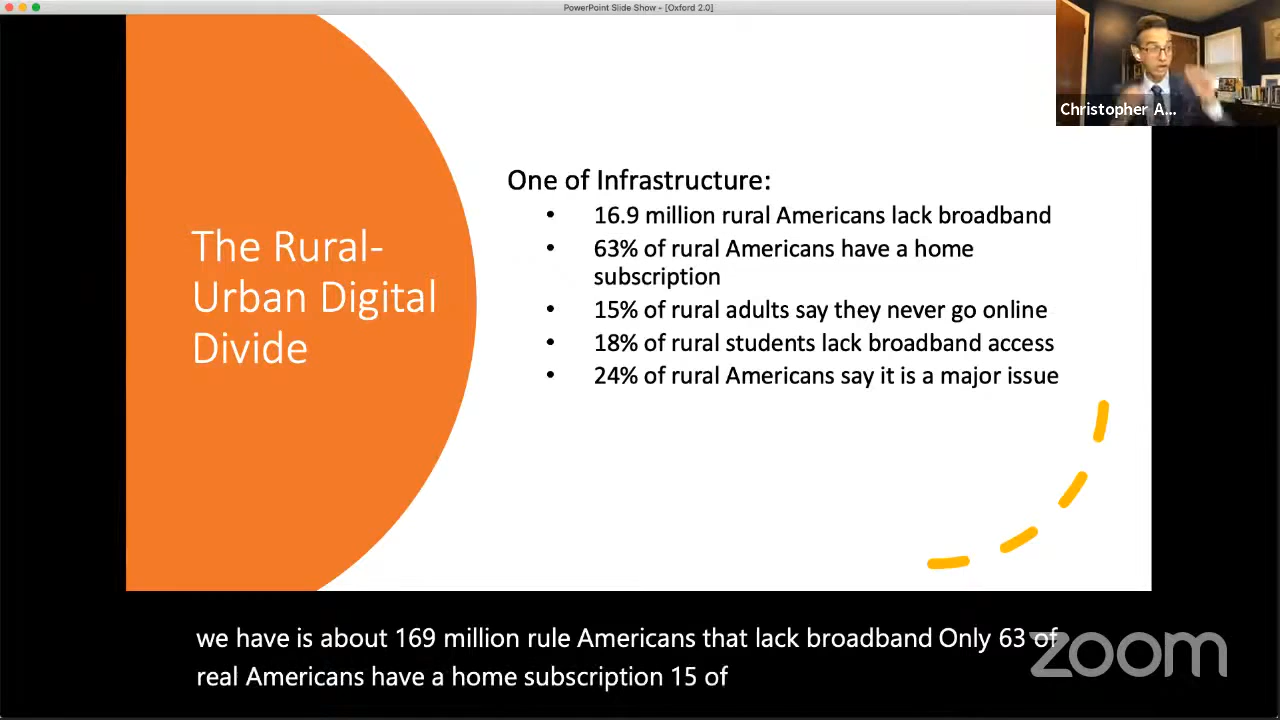 PowerPoint Slide Show - [Oxford 2.0]
Christopher A...
The Rural-
Urban Digital
Divide
One of Infrastructure:
• 16.9 million rural Americans lack broadband
• 63% of rural Americans have a home
subscription
• 15% of rural adults say they never go online
• 18% of rural students lack broadband access
• 24% of rural Americans say it is a major issue
we have is about 169 million rule Americans that lack broadband Only 63 of
real Americans have a home subscription 15 of
zoom